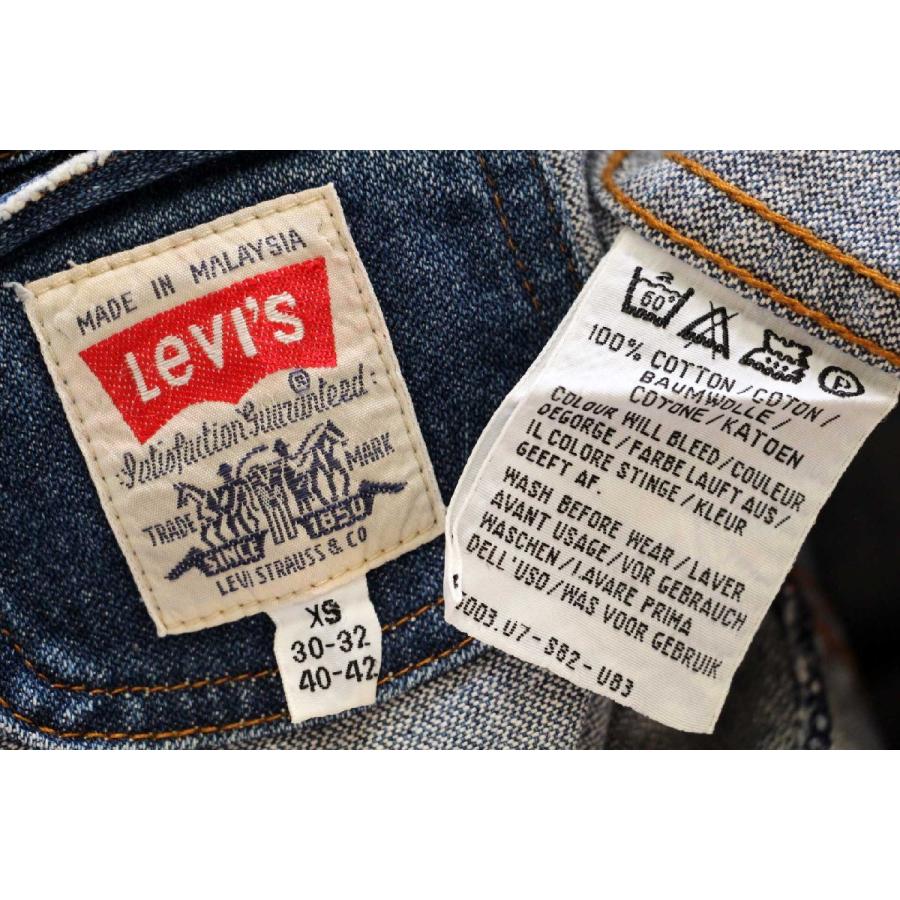 MADE IN MALAYSIA
LEVI'S
®
Satisfaction Guaranteed
TRADE MARK
SINCE 1850
LEVI STRAUSS & CO
XS
30-32
40-42
60°
P
100% COTTON/COTON/
BAUMWOLLE/
COTONE/KATOEN
COLOUR WILL BLEED/COULEUR
DEGORGE/FARBE LÄUFT AUS/
IL COLORE STINGE/KLEUR
GEEFT AF.
WASH BEFORE WEAR/LAVER
AVANT USAGE/VOR GEBRAUCH
WASCHEN/LAVARE PRIMA
DELL'USO/WAS VOOR GEBRUIK
003.U7-S82-U83